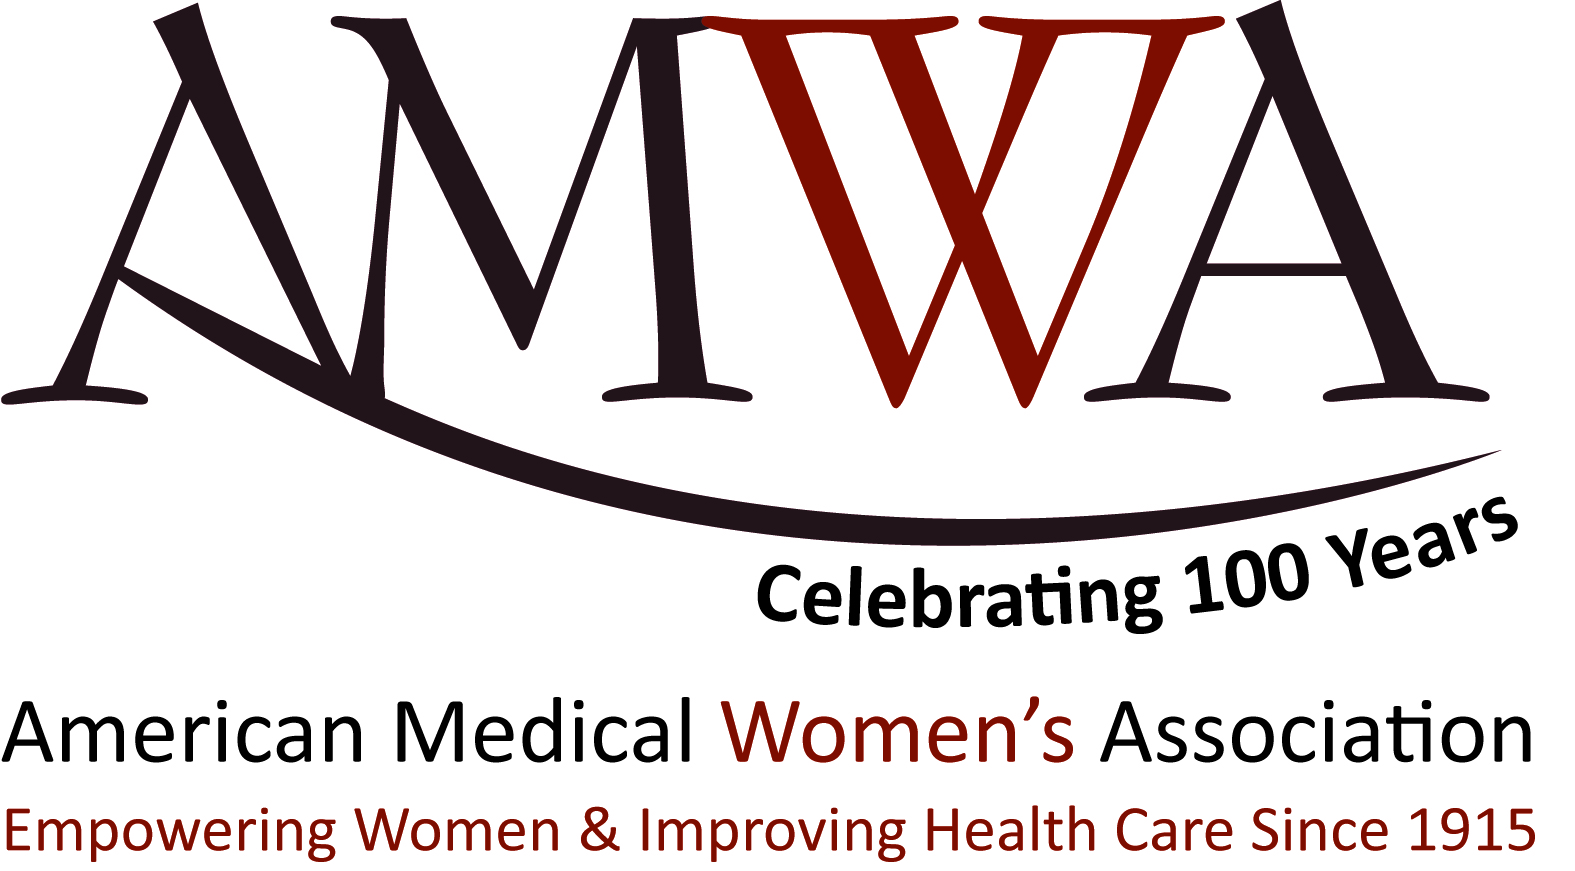 AMWA
Celebrating 100 Years
American Medical Women’s Association
Empowering Women & Improving Health Care Since 1915